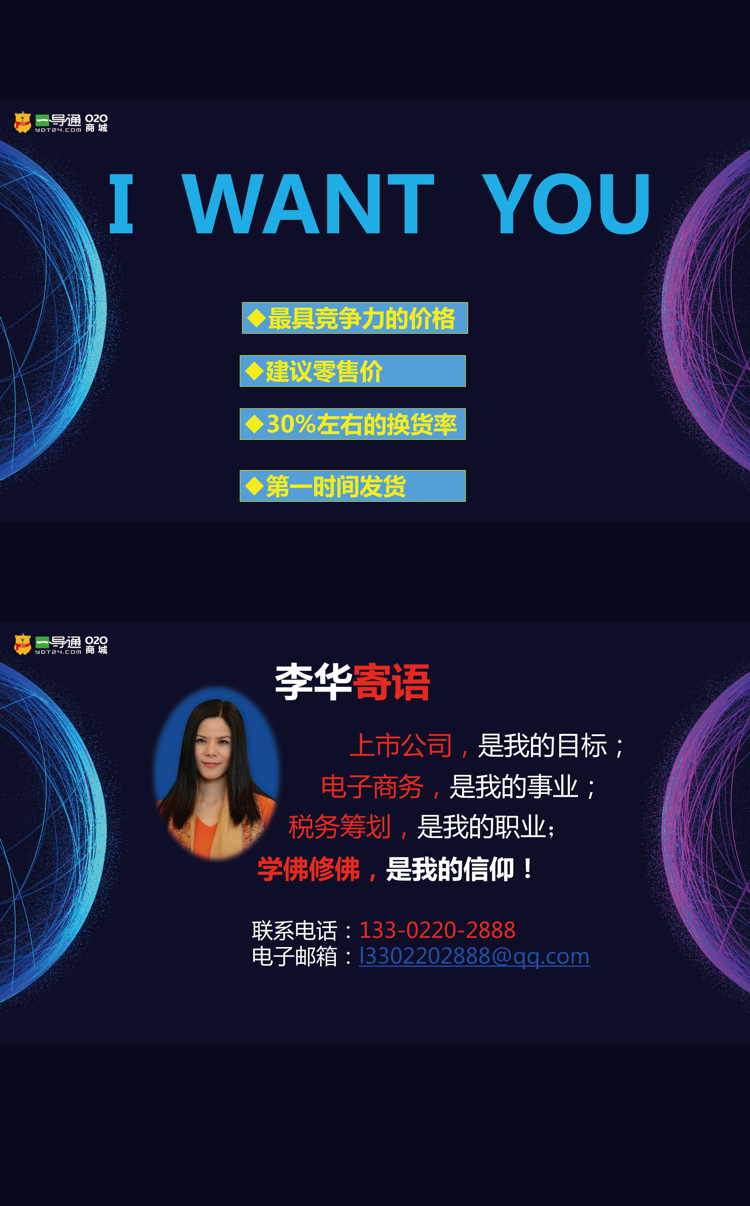 一导通 O2O
YDT24.COM 商城
I WANT YOU
◆最具竞争力的价格
◆建议零售价
◆30%左右的换货率
◆第一时间发货
一导通 O2O
YDT24.COM 商城
李华寄语
上市公司，是我的目标；
电子商务，是我的事业；
税务筹划，是我的职业；
学佛修佛，是我的信仰！
联系电话：133-0220-2888
电子邮箱：l3302202888@qq.com